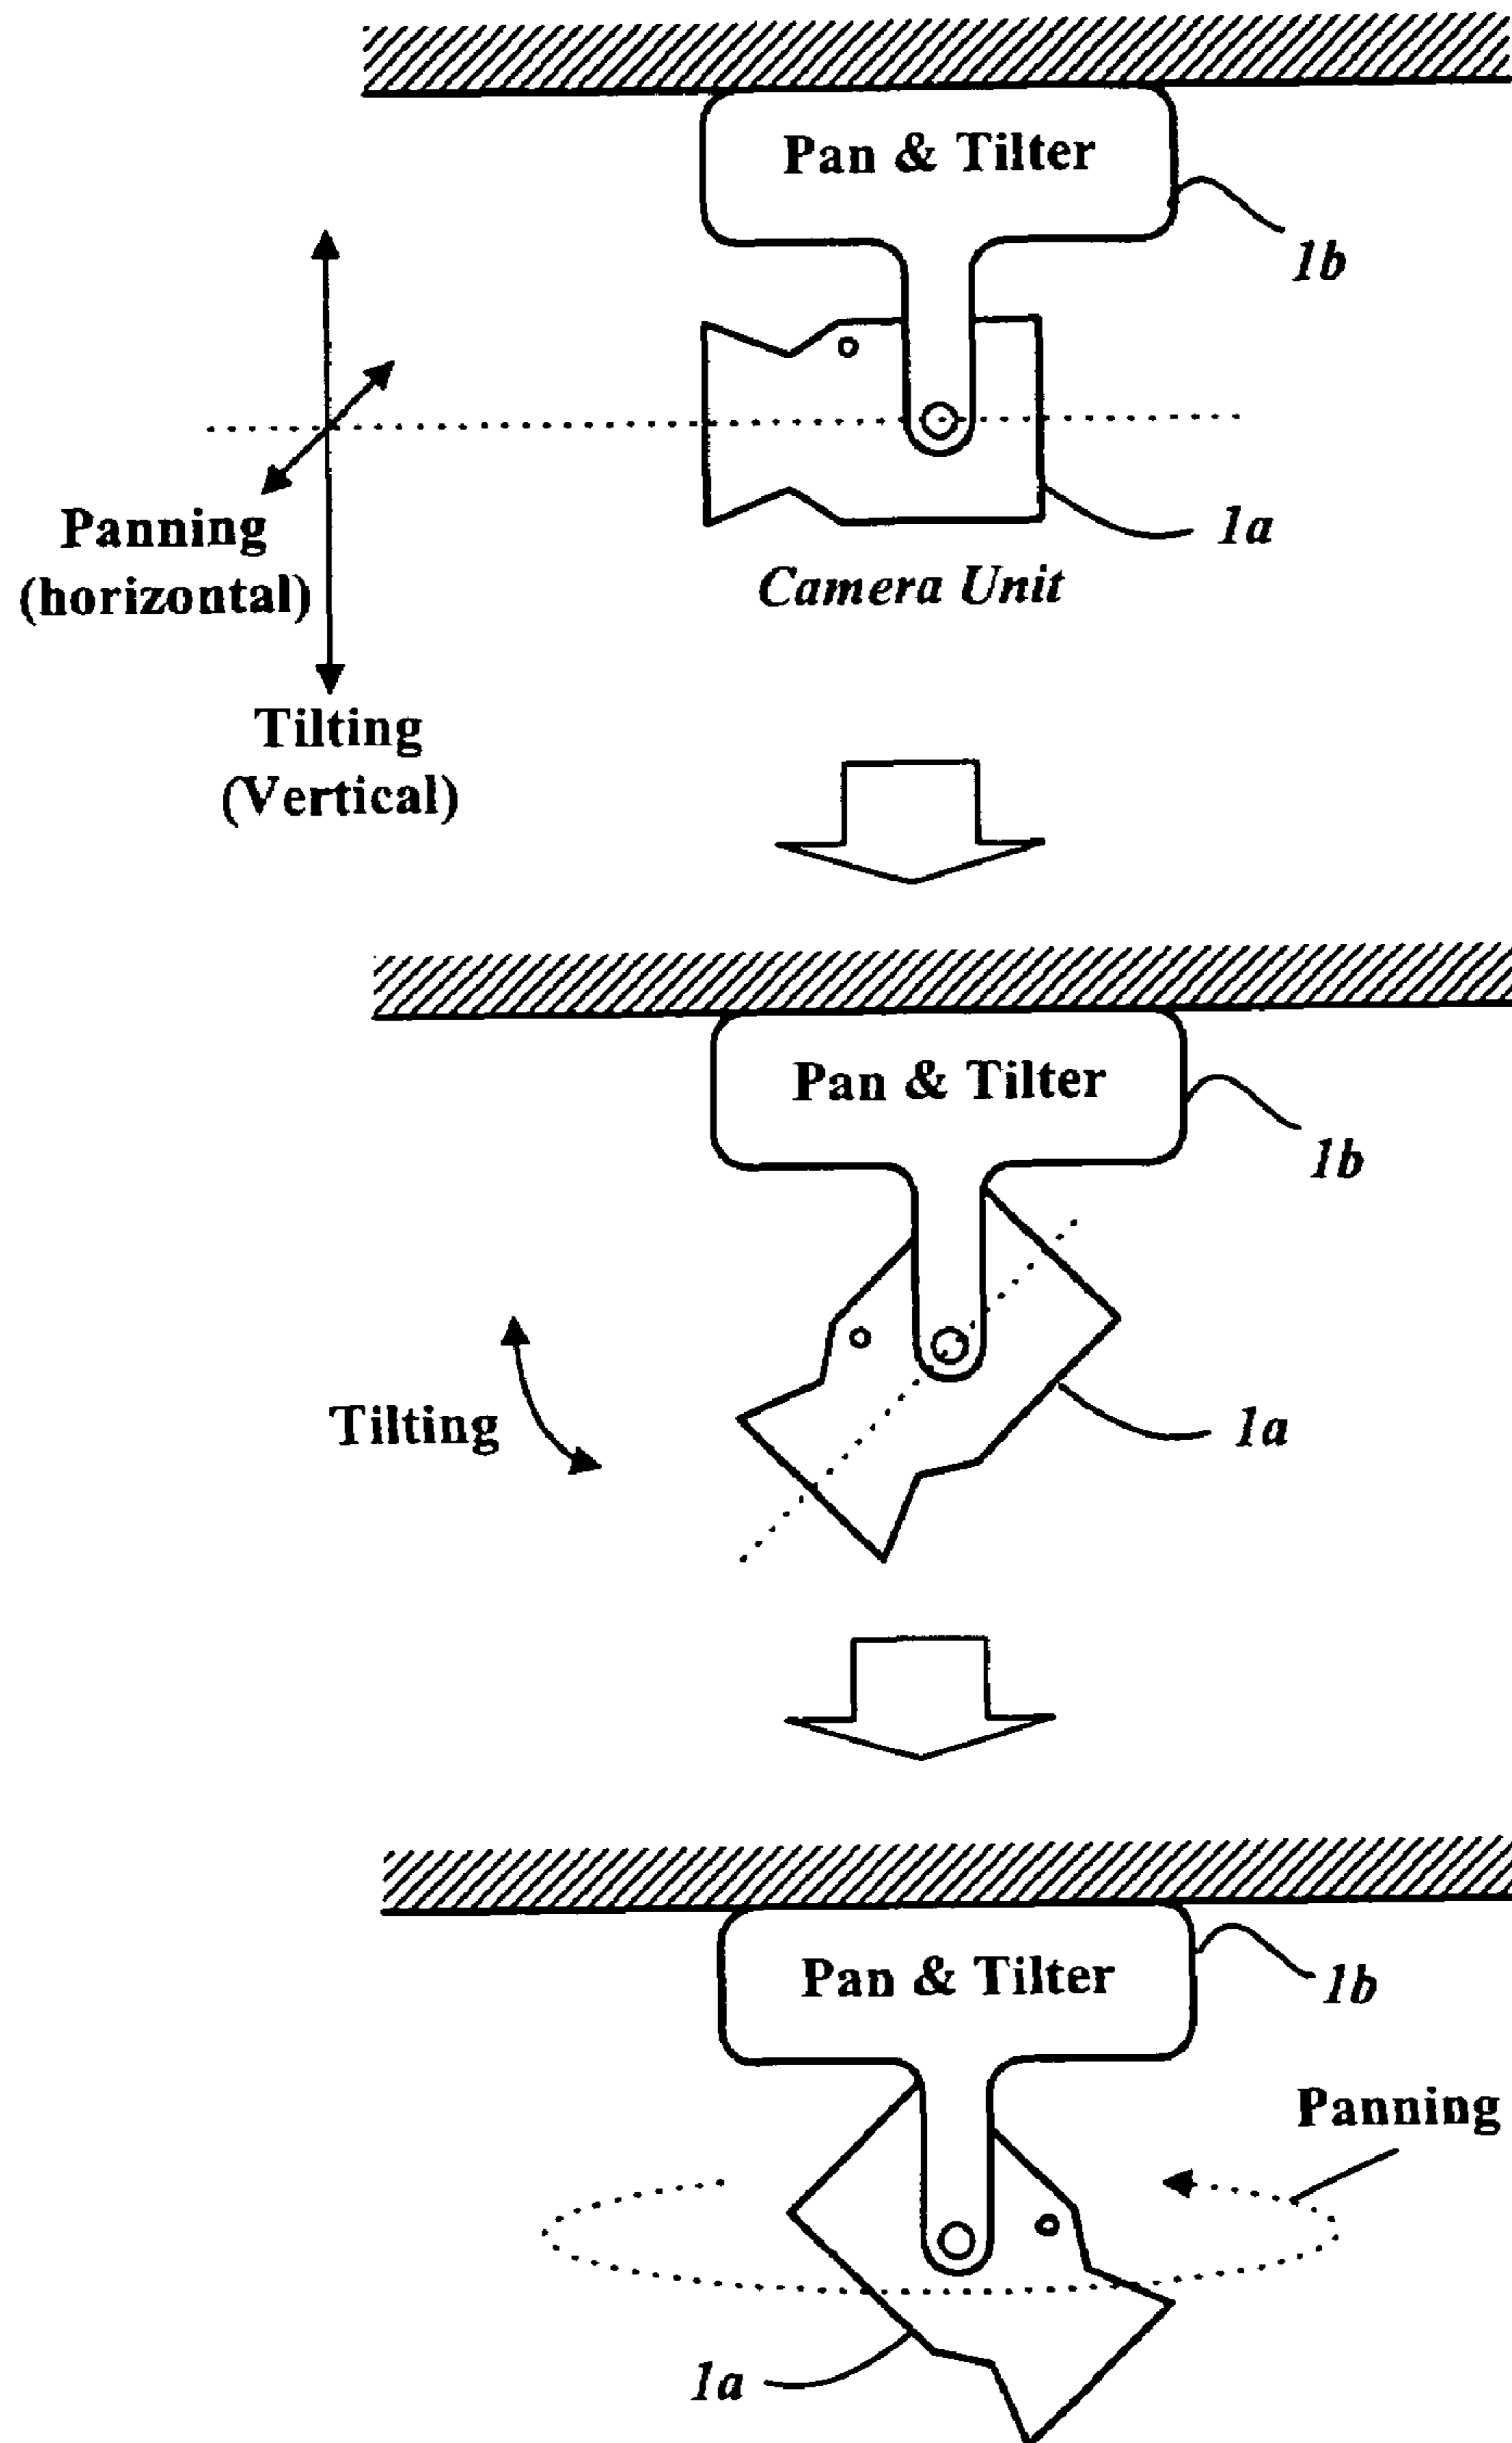 Pan & Tilter
1b
Panning
(horizontal)
1a
Camera Unit
Tilting
(Vertical)
Pan & Tilter
1b
Tilting
1a
Pan & Tilter
1b
Panning
1a